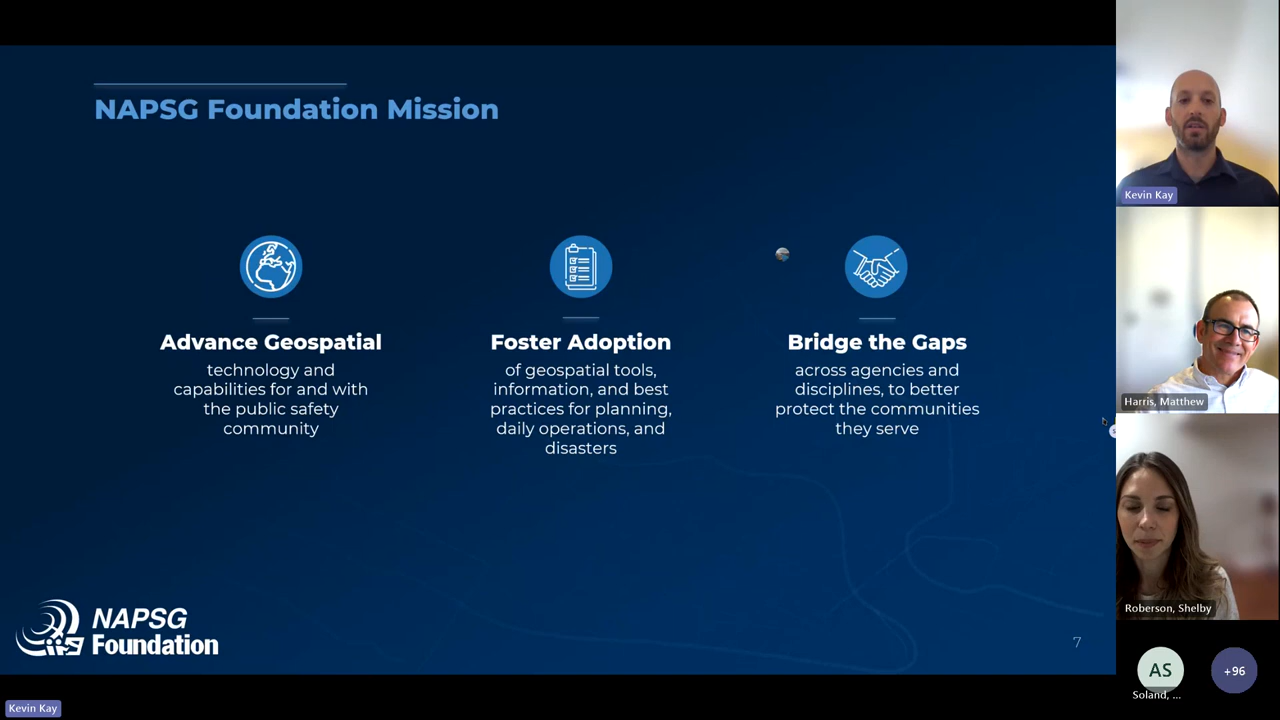 NAPSG Foundation Mission
Advance Geospatial
technology and
capabilities for and with
the public safety
community
Foster Adoption
of geospatial tools,
information, and best
practices for planning,
daily operations, and
disasters
Bridge the Gaps
across agencies and
disciplines, to better
protect the communities
they serve
NAPSG
Foundation
7
Kevin Kay
Kevin Kay
Harris, Matthew
Roberson, Shelby
AS
Soland, ...
+96